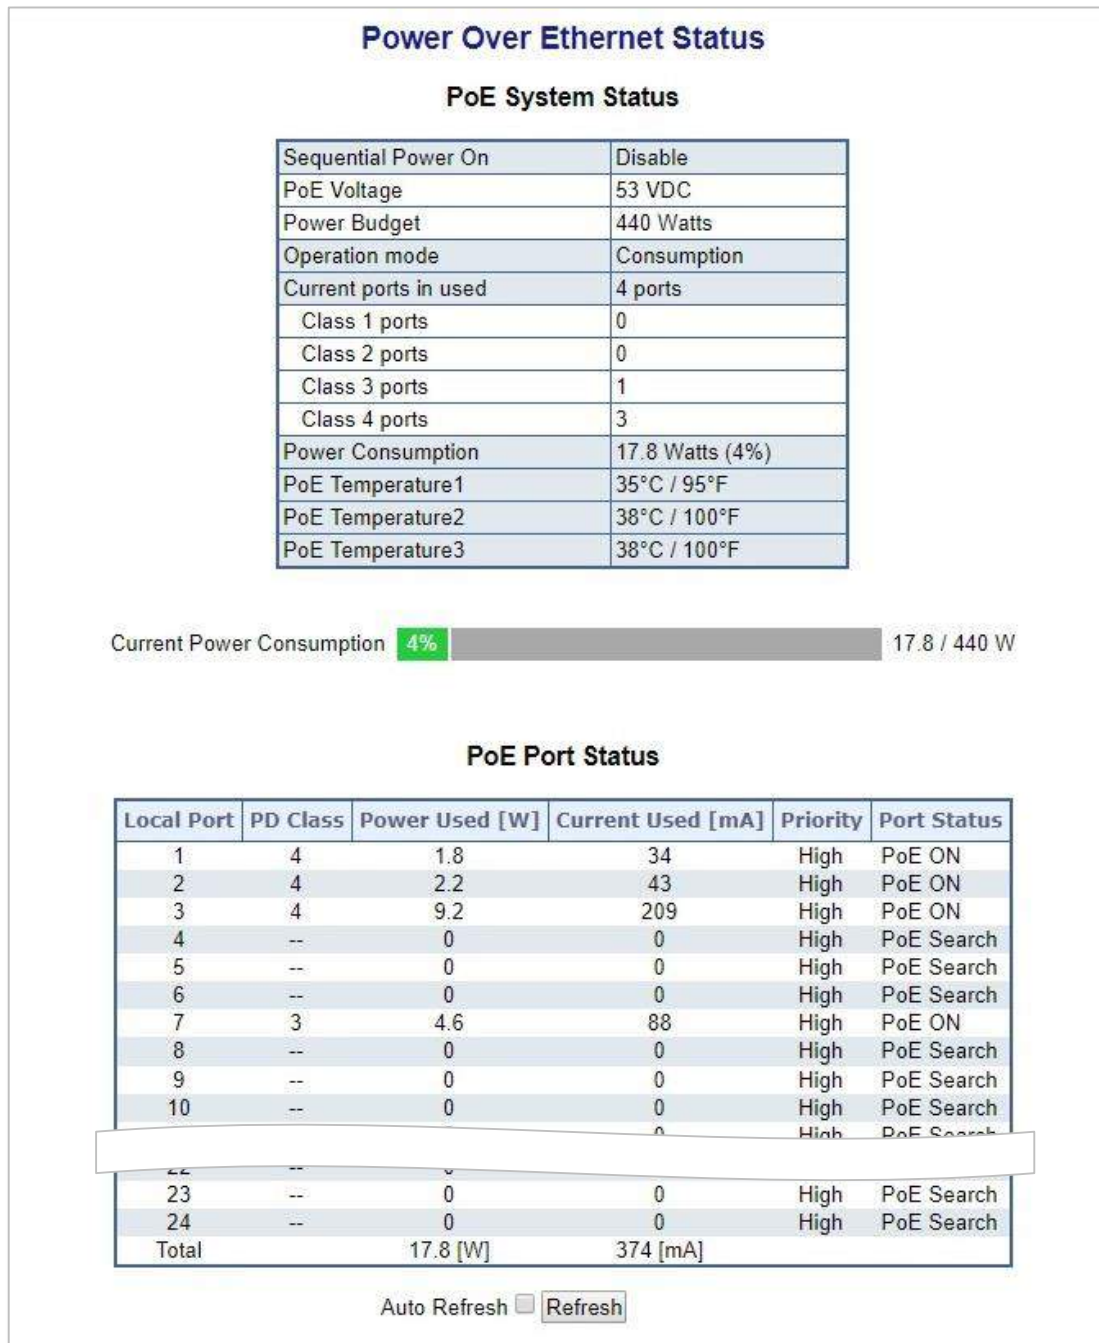 Power Over Ethernet Status
PoE System Status
Sequential Power On Disable
PoE Voltage 53 VDC
Power Budget 440 Watts
Operation mode Consumption
Current ports in used 4 ports
Class 1 ports 0
Class 2 ports 0
Class 3 ports 1
Class 4 ports 3
Power Consumption 17.8 Watts (4%)
PoE Temperature1 35°C / 95°F
PoE Temperature2 38°C / 100°F
PoE Temperature3 38°C / 100°F
Current Power Consumption 4% 17.8 / 440 W
PoE Port Status
Local Port PD Class Power Used [W] Current Used [mA] Priority Port Status
1 4 1.8 34 High PoE ON
2 4 2.2 43 High PoE ON
3 4 9.2 209 High PoE ON
4 -- 0 0 High PoE Search
5 -- 0 0 High PoE Search
6 -- 0 0 High PoE Search
7 3 4.6 88 High PoE ON
8 -- 0 0 High PoE Search
9 -- 0 0 High PoE Search
10 -- 0 0 High PoE Search
0 High PoE Search
22 -- 0
23 -- 0 0 High PoE Search
24 -- 0 0 High PoE Search
Total 17.8 [W] 374 [mA]
Auto Refresh Refresh